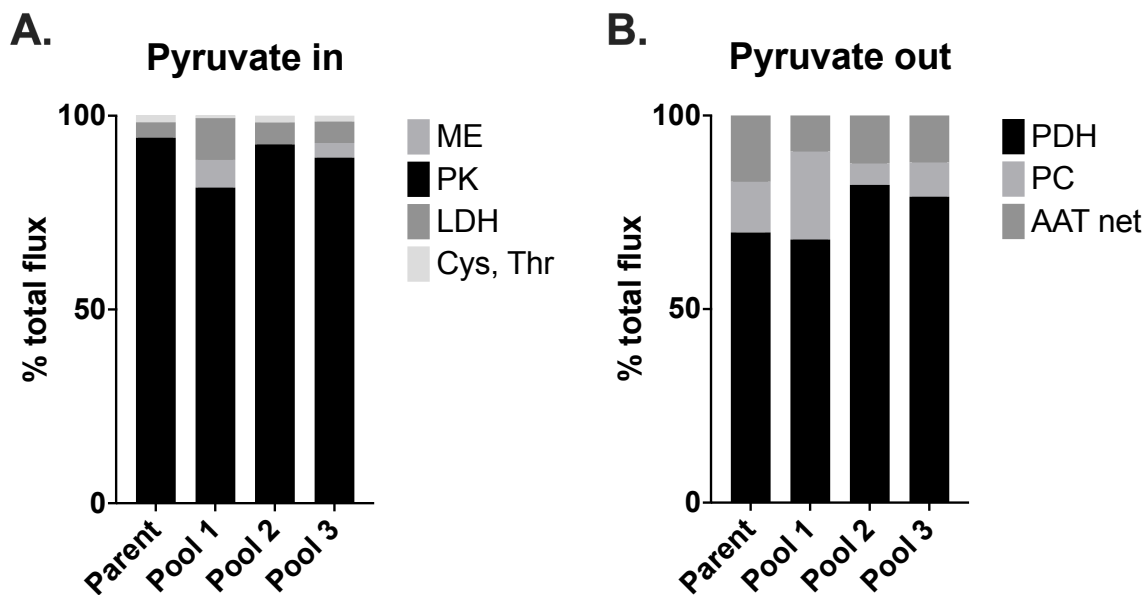 A.
Pyruvate in
% total flux
100
50
0
Parent
Pool 1
Pool 2
Pool 3
ME
PK
LDH
Cys, Thr
B.
Pyruvate out
% total flux
100
50
0
Parent
Pool 1
Pool 2
Pool 3
PDH
PC
AAT net